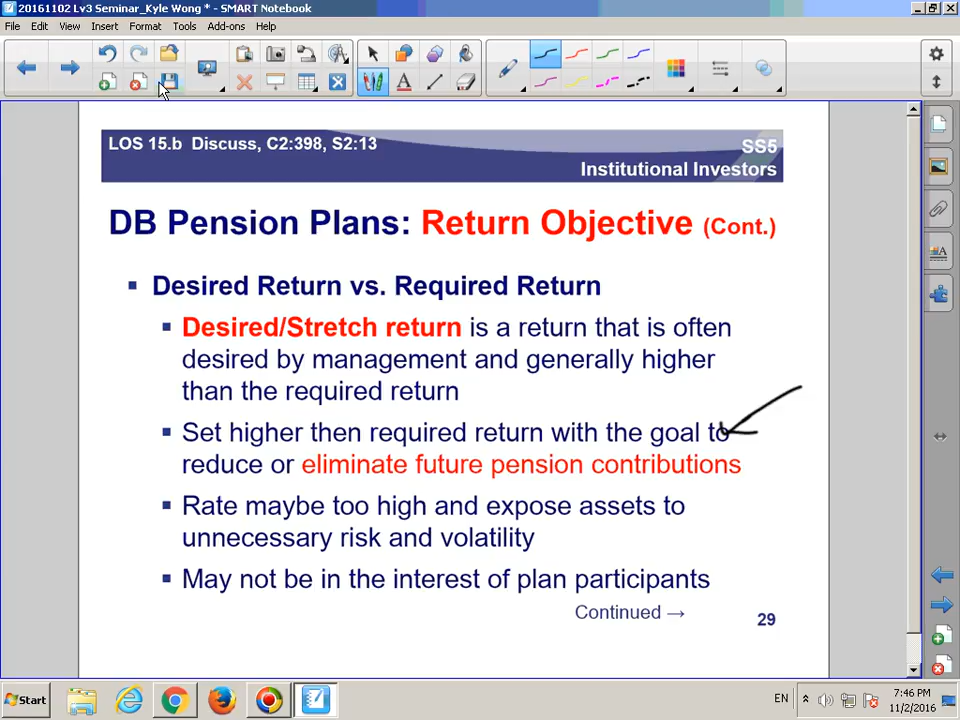 20161102 Lv3 Seminar_Kyle Wong * - SMART Notebook
File Edit View Insert Format Tools Add-ons Help
LOS 15.b Discuss, C2:398, S2:13
SS5
Institutional Investors
DB Pension Plans: Return Objective (Cont.)
▪ Desired Return vs. Required Return
▪ Desired/Stretch return is a return that is often
desired by management and generally higher
than the required return
▪ Set higher then required return with the goal to
reduce or eliminate future pension contributions
▪ Rate maybe too high and expose assets to
unnecessary risk and volatility
▪ May not be in the interest of plan participants
Continued →
29
Start
EN
7:46 PM
11/2/2016